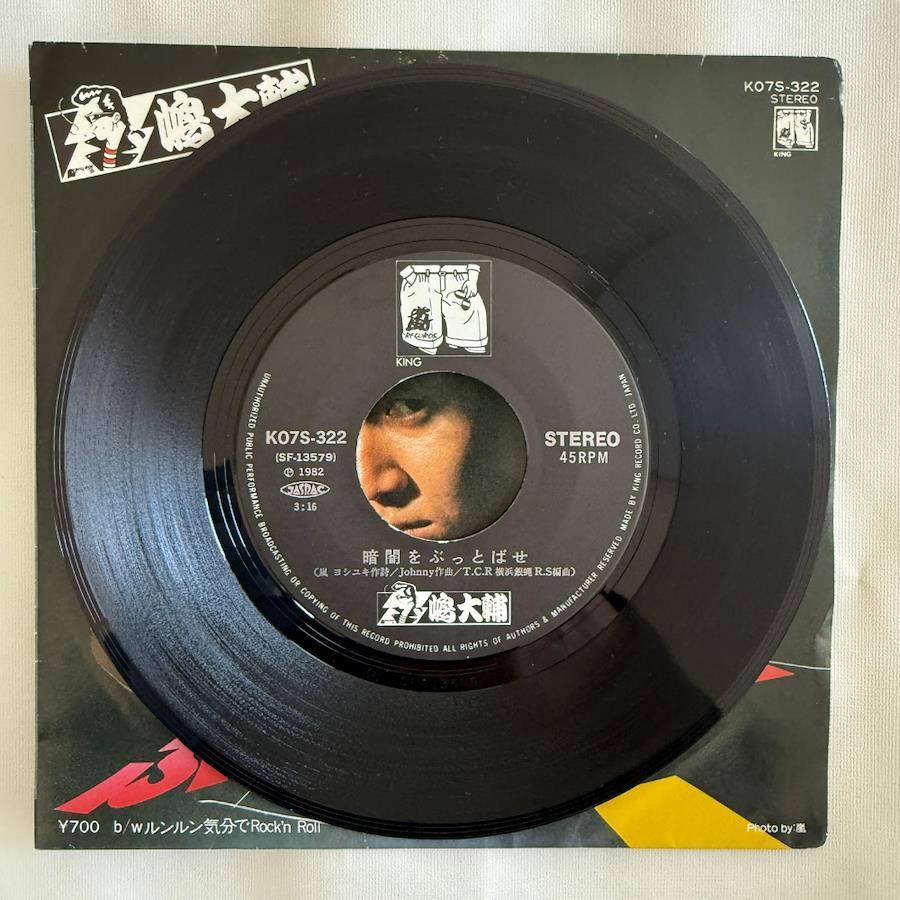 嶋大輔
K07S-322
STEREO
KING
嵐
RECORDS
KING
K07S-322
(SF-13579)
Ⓟ 1982
JASRAC
3:16
STEREO
45RPM
暗闇をぶっとばせ
(嵐 ヨシユキ作詩／Johnny作曲／T.C.R.横浜銀蝿R.S編曲)
嶋大輔
UNAUTHORIZED PUBLIC PERFORMANCE BROADCASTING OR COPYING OF THIS RECORD PROHIBITED ALL RIGHTS OF AUTHORS & MANUFACTURER RESERVED MADE BY KING RECORD CO., LTD. JAPAN
¥700 b/wルンルン気分でRock'n Roll
Photo by:嵐